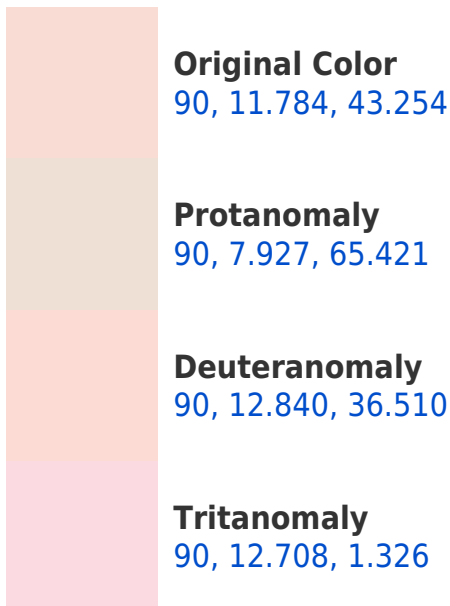 Original Color
90, 11.784, 43.254
Protanomaly
90, 7.927, 65.421
Deuteranomaly
90, 12.840, 36.510
Tritanomaly
90, 12.708, 1.326